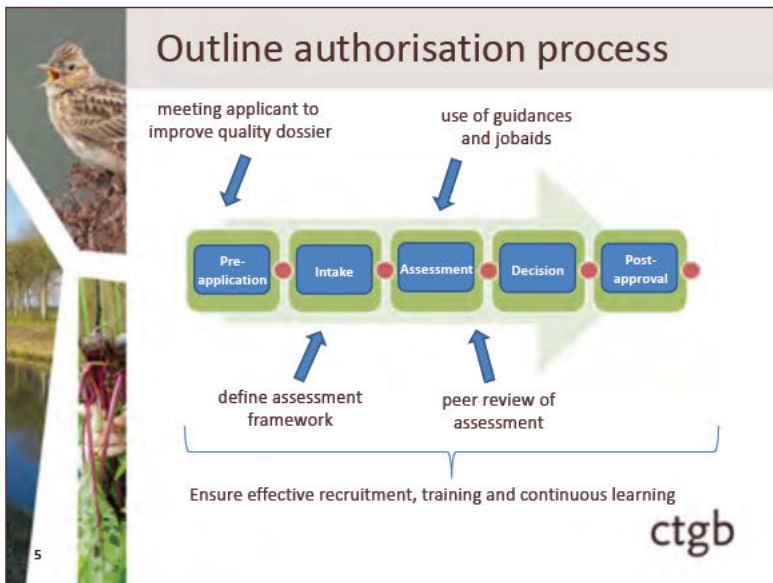 Outline authorisation process
meeting applicant to
improve quality dossier
use of guidances
and jobaids
Pre-
application
Intake
Assessment
Decision
Post-
approval
define assessment
framework
peer review of
assessment
Ensure effective recruitment, training and continuous learning
ctgb
5